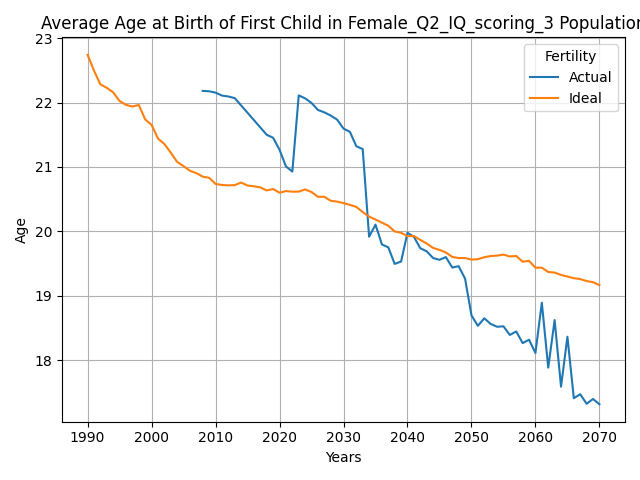 Average Age at Birth of First Child in Female_Q2_IQ_scoring_3 Population
23
22
21
20
19
18
Age
Fertility
Actual
Ideal
1990 2000 2010 2020 2030 2040 2050 2060 2070
Years